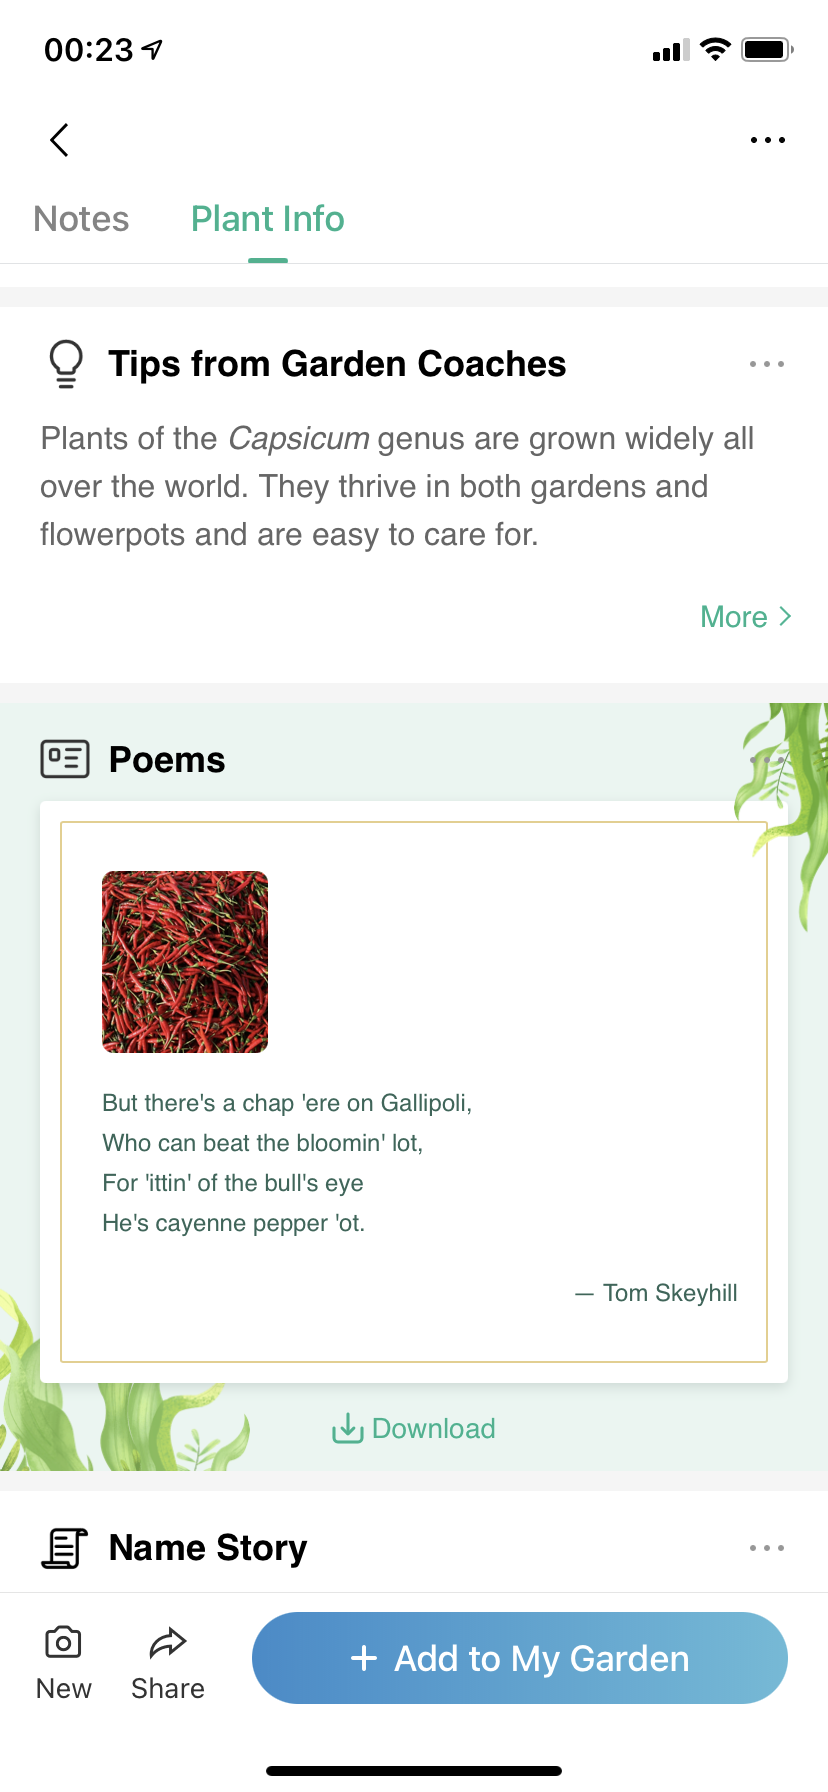 00:23
Notes Plant Info
Tips from Garden Coaches
Plants of the Capsicum genus are grown widely all
over the world. They thrive in both gardens and
flowerpots and are easy to care for.
More
Poems
But there's a chap 'ere on Gallipoli,
Who can beat the bloomin' lot,
For 'ittin' of the bull's eye
He's cayenne pepper 'ot.
— Tom Skeyhill
Download
Name Story
New Share + Add to My Garden